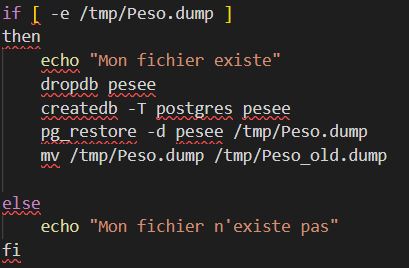 if [ -e /tmp/Peso.dump ]
then
echo "Mon fichier existe"
dropdb pesee
createdb -T postgres pesee
pg_restore -d pesee /tmp/Peso.dump
mv /tmp/Peso.dump /tmp/Peso_old.dump
else
echo "Mon fichier n'existe pas"
fi